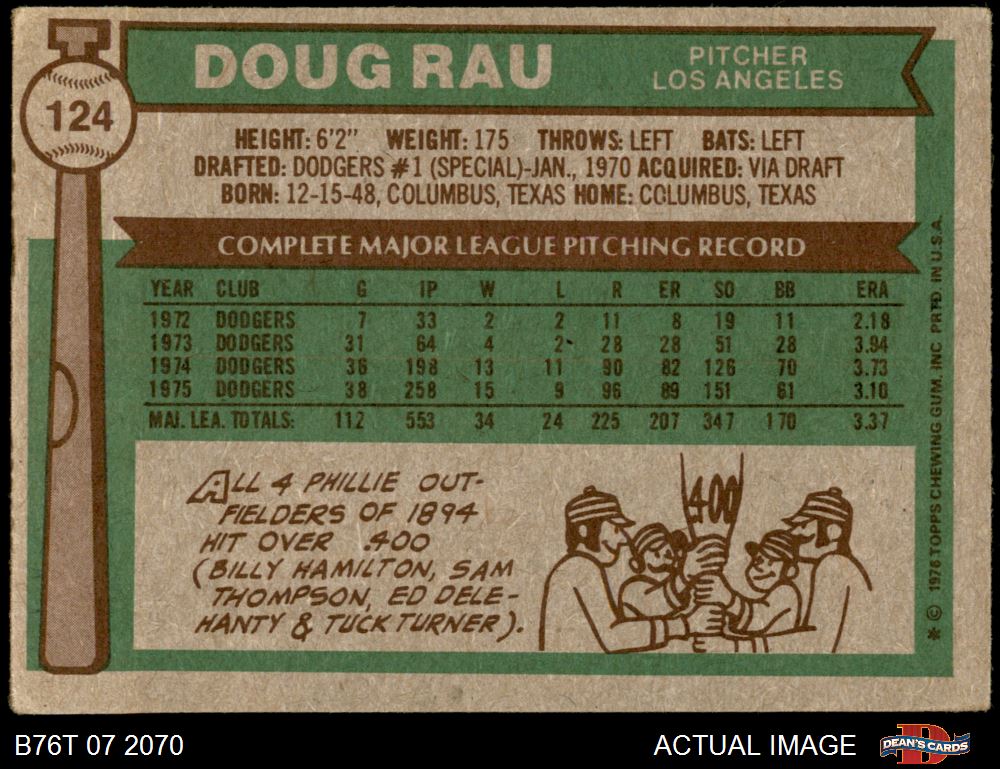 124
DOUG RAU
PITCHER
LOS ANGELES
HEIGHT: 6'2" WEIGHT: 175 THROWS: LEFT BATS: LEFT
DRAFTED: DODGERS #1 (SPECIAL)-JAN., 1970 ACQUIRED: VIA DRAFT
BORN: 12-15-48, COLUMBUS, TEXAS HOME: COLUMBUS, TEXAS
COMPLETE MAJOR LEAGUE PITCHING RECORD
YEAR CLUB G IP W L R ER SO BB ERA
1972 DODGERS 7 33 2 2 11 8 19 11 2.18
1973 DODGERS 31 64 4 2 28 28 51 28 3.94
1974 DODGERS 36 198 13 11 90 82 126 70 3.73
1975 DODGERS 38 258 15 9 96 89 151 61 3.10
MAJ. LEA. TOTALS: 112 553 34 24 225 207 347 170 3.37
ALL 4 PHILLIE OUT-
FIELDERS OF 1894
HIT OVER .400
(BILLY HAMILTON, SAM
THOMPSON, ED DELE-
HANTY & TUCK TURNER).
.400
* © 1976 TOPPS CHEWING GUM, INC. PRTD. IN U.S.A.
B76T 07 2070
ACTUAL IMAGE
DEAN'S CARDS